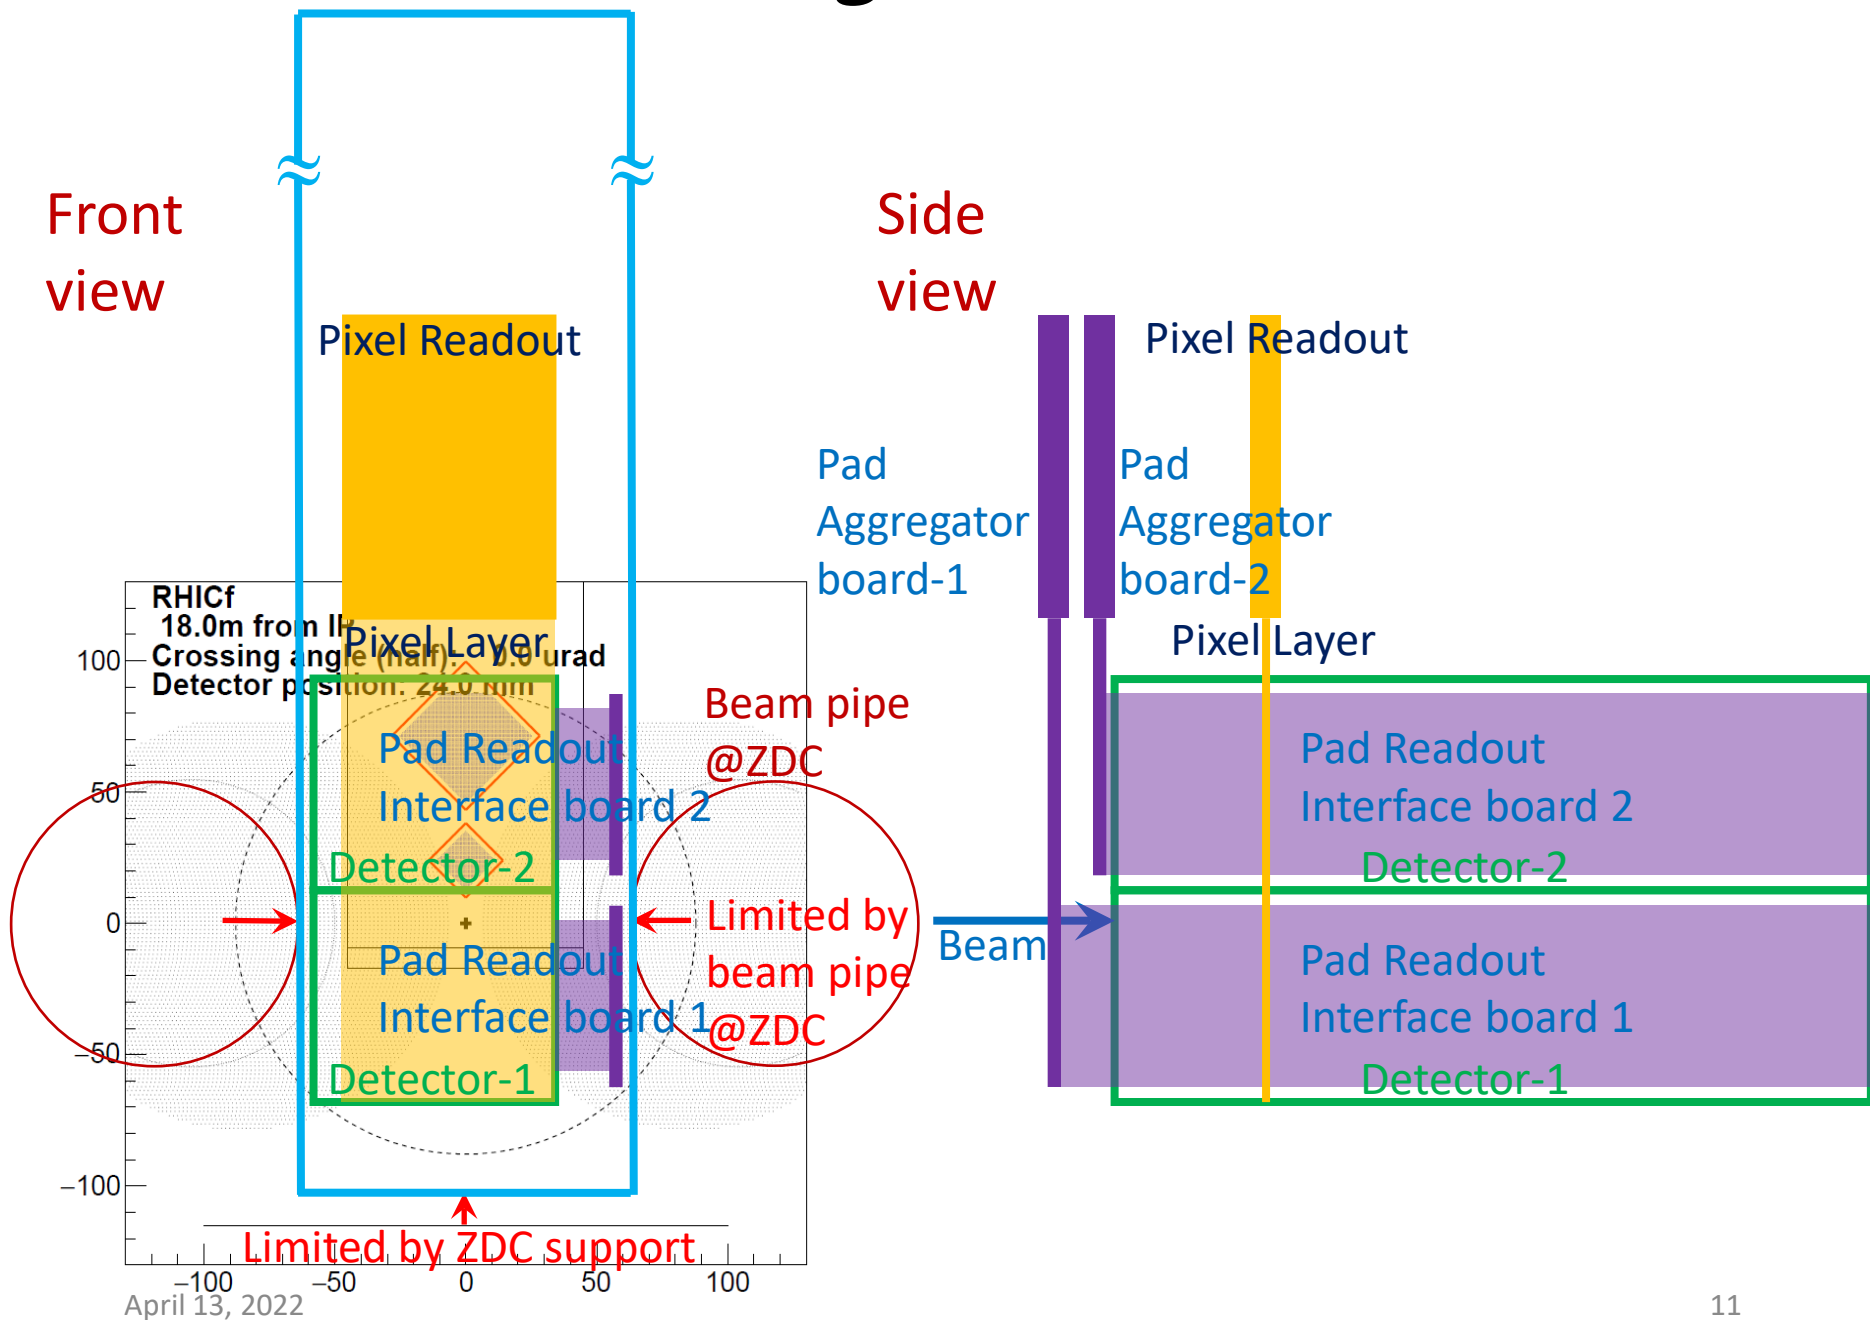 Front
view
Side
view
Pixel Readout
Pixel Readout
Pad
Aggregator
board-1
Pad
Aggregator
board-2
RHICf
18.0m from IP
Crossing angle (half): 0.0 urad
Detector position: 24.0 mm
Pixel Layer
Pixel Layer
Beam pipe
@ZDC
Pad Readout
Interface board 2
Detector-2
Pad Readout
Interface board 2
Detector-2
Limited by
beam pipe
@ZDC
Beam
Pad Readout
Interface board 1
Detector-1
Pad Readout
Interface board 1
Detector-1
100
50
0
−50
−100
Limited by ZDC support
−100 −50 0 50 100
April 13, 2022
11